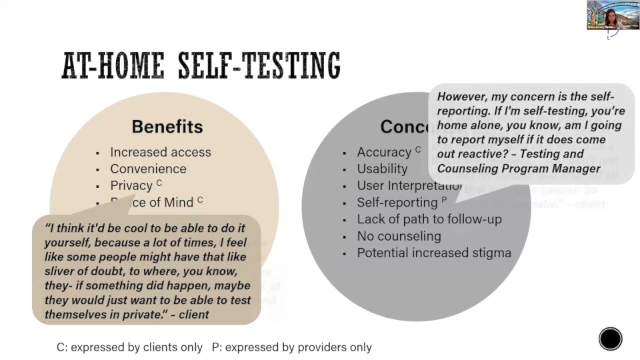 AT-HOME SELF-TESTING
Benefits
• Increased access
• Convenience
• Privacy C
of Mind C
"I think it'd be cool to be able to do it
yourself, because a lot of times, I feel
like some people might have that like
sliver of doubt, to where, you know,
they- if something did happen, maybe
they would just want to be able to test
themselves in private." – client
• Accuracy C
• Usability
• User
• Self-reporting P
• Lack of path to follow-up
• No counseling
• Potential increased stigma
However, my concern is the self-
reporting. If I'm self-testing, you're
home alone, you know, am I going
to report myself if it does come
out reactive? – Testing and
Counseling Program Manager
C: expressed by clients only P: expressed by providers only